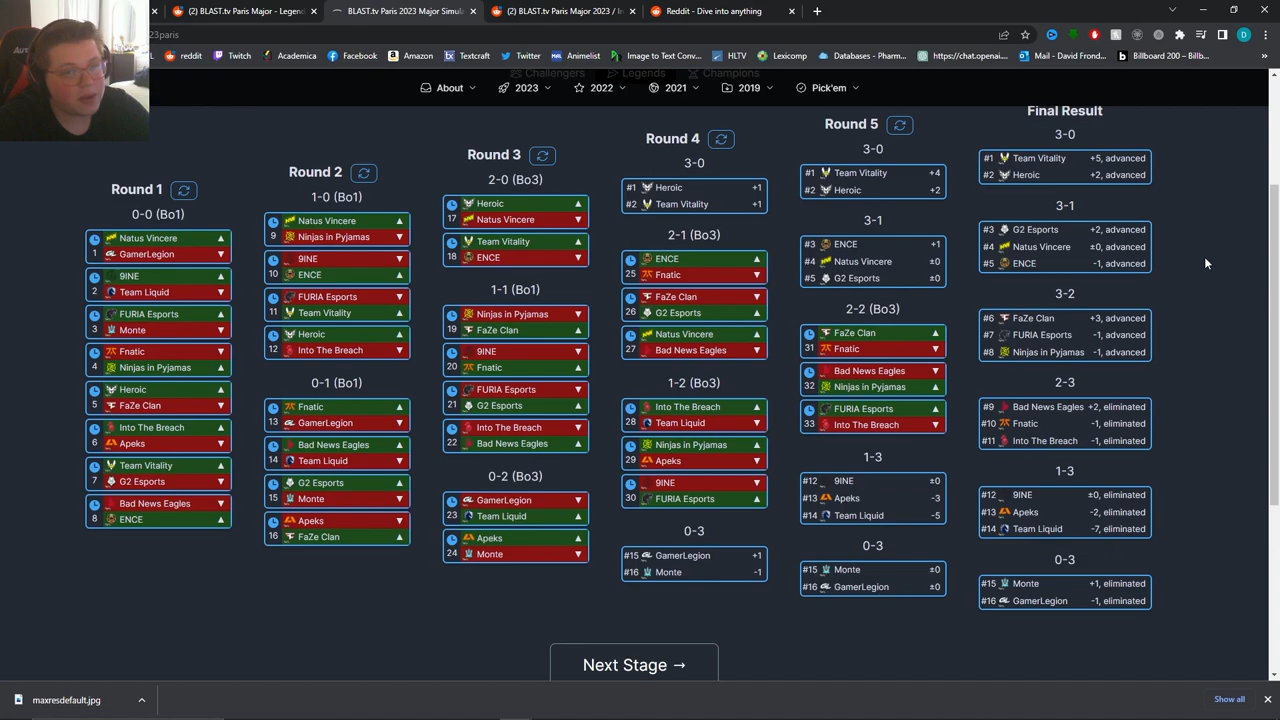 (2) BLAST.tv Paris Major - Legend
BLAST.tv Paris 2023 Major Simula
(2) BLAST.tv Paris Major 2023 / In
Reddit - Dive into anything
23paris
reddit
Twitch
Academica
Facebook
Amazon
Textcraft
Twitter
Animelist
Image to Text Conv...
HLTV
Lexicomp
Databases - Pharm...
https://chat.openai....
Mail - David Frond...
Billboard 200 – Billb...
Challengers
Legends
Champions
About
2023
2022
2021
2019
Pick'em
Round 1
0-0 (Bo1)
Natus Vincere
1 GamerLegion
9INE
2 Team Liquid
FURIA Esports
3 Monte
Fnatic
4 Ninjas in Pyjamas
Heroic
5 FaZe Clan
Into The Breach
6 Apeks
Team Vitality
7 G2 Esports
Bad News Eagles
8 ENCE
Round 2
1-0 (Bo1)
Natus Vincere
9 Ninjas in Pyjamas
9INE
10 ENCE
FURIA Esports
11 Team Vitality
Heroic
12 Into The Breach
0-1 (Bo1)
Fnatic
13 GamerLegion
Bad News Eagles
14 Team Liquid
G2 Esports
15 Monte
Apeks
16 FaZe Clan
Round 3
2-0 (Bo3)
Heroic
17 Natus Vincere
Team Vitality
18 ENCE
1-1 (Bo1)
Ninjas in Pyjamas
19 FaZe Clan
9INE
20 Fnatic
FURIA Esports
21 G2 Esports
Into The Breach
22 Bad News Eagles
0-2 (Bo3)
GamerLegion
23 Team Liquid
Apeks
24 Monte
Round 4
3-0
#1 Heroic +1
#2 Team Vitality +1
2-1 (Bo3)
ENCE
25 Fnatic
FaZe Clan
26 G2 Esports
Natus Vincere
27 Bad News Eagles
1-2 (Bo3)
Into The Breach
28 Team Liquid
Ninjas in Pyjamas
29 Apeks
9INE
30 FURIA Esports
0-3
#15 GamerLegion +1
#16 Monte -1
Round 5
3-0
#1 Team Vitality +4
#2 Heroic +2
3-1
#3 ENCE +1
#4 Natus Vincere ±0
#5 G2 Esports ±0
2-2 (Bo3)
FaZe Clan
31 Fnatic
Bad News Eagles
32 Ninjas in Pyjamas
FURIA Esports
33 Into The Breach
1-3
#12 9INE ±0
#13 Apeks -3
#14 Team Liquid -5
0-3
#15 Monte ±0
#16 GamerLegion ±0
Final Result
3-0
#1 Team Vitality +5, advanced
#2 Heroic +2, advanced
3-1
#3 G2 Esports +2, advanced
#4 Natus Vincere ±0, advanced
#5 ENCE -1, advanced
3-2
#6 FaZe Clan +3, advanced
#7 FURIA Esports -1, advanced
#8 Ninjas in Pyjamas -1, advanced
2-3
#9 Bad News Eagles +2, eliminated
#10 Fnatic -1, eliminated
#11 Into The Breach -1, eliminated
1-3
#12 9INE ±0, eliminated
#13 Apeks -2, eliminated
#14 Team Liquid -7, eliminated
0-3
#15 Monte +1, eliminated
#16 GamerLegion -1, eliminated
Next Stage →
maxresdefault.jpg
Show all